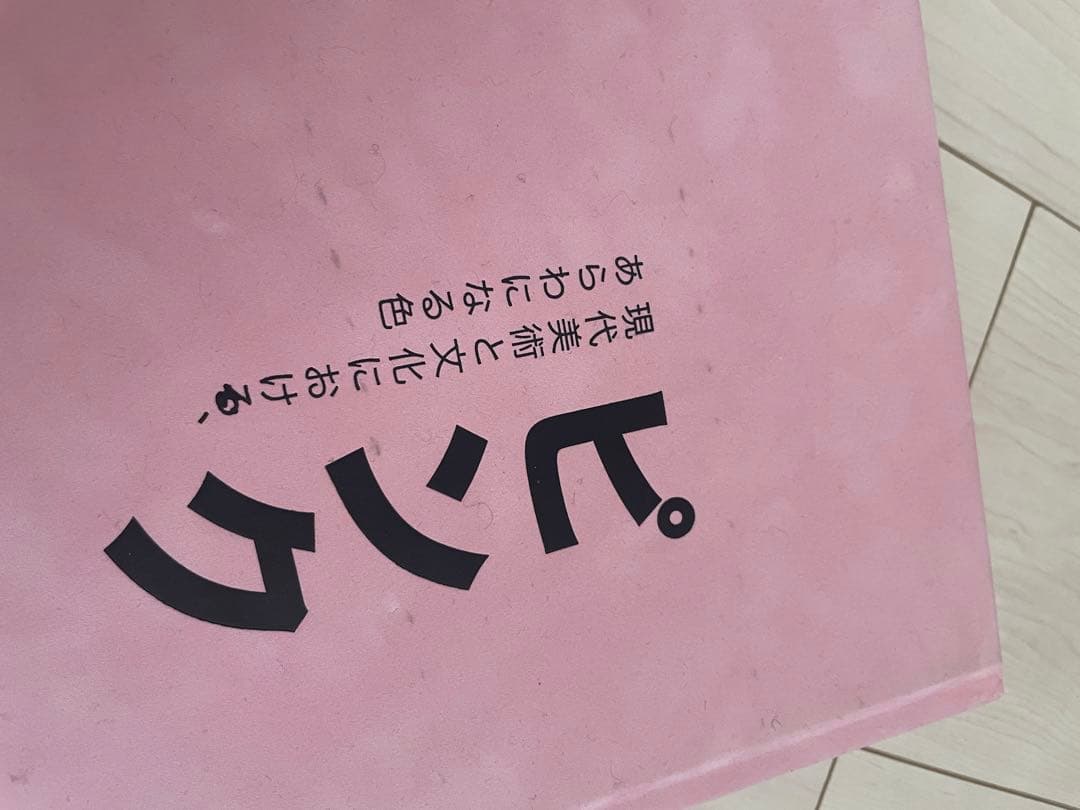 ピンク
現代美術と文化における、
あらわになる色